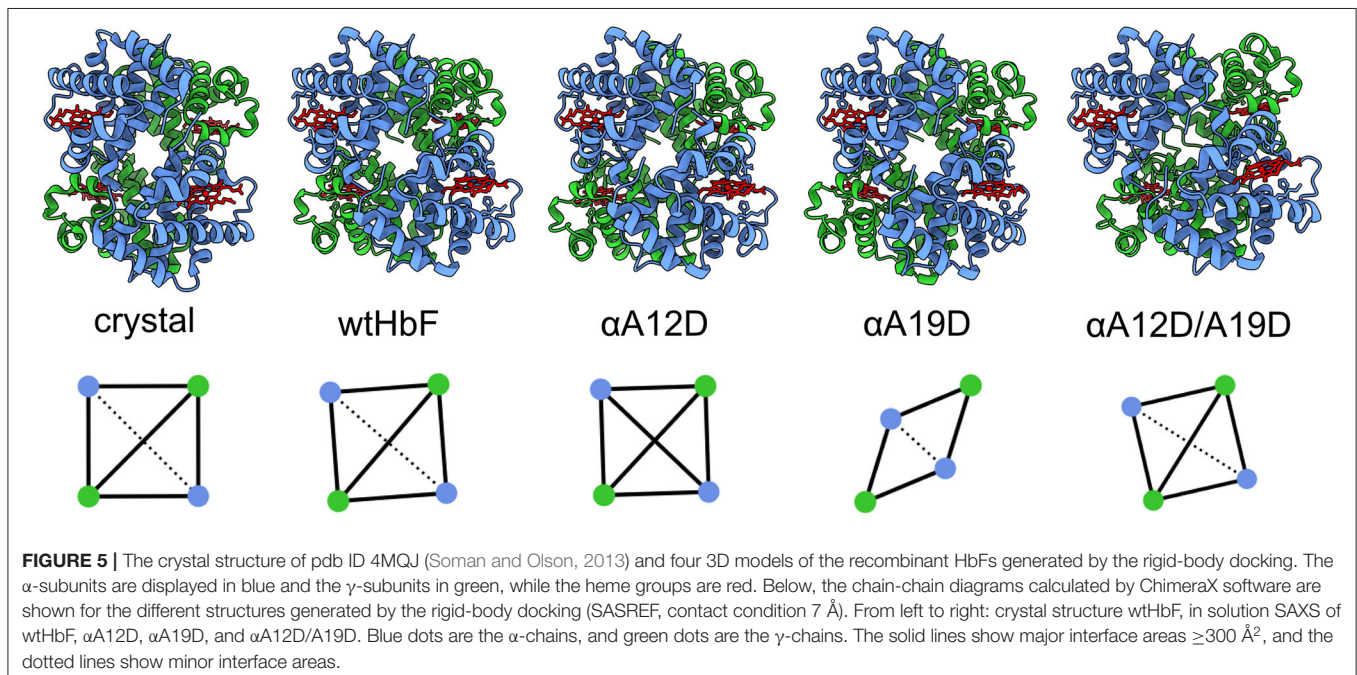 crystal
wtHbF
αA12D
αA19D
αA12D/A19D
FIGURE 5 | The crystal structure of pdb ID 4MQJ (Soman and Olson, 2013) and four 3D models of the recombinant HbFs generated by the rigid-body docking. The
α-subunits are displayed in blue and the γ-subunits in green, while the heme groups are red. Below, the chain-chain diagrams calculated by ChimeraX software are
shown for the different structures generated by the rigid-body docking (SASREF, contact condition 7 Å). From left to right: crystal structure wtHbF, in solution SAXS of
wtHbF, αA12D, αA19D, and αA12D/A19D. Blue dots are the α-chains, and green dots are the γ-chains. The solid lines show major interface areas ≥300 Å², and the
dotted lines show minor interface areas.